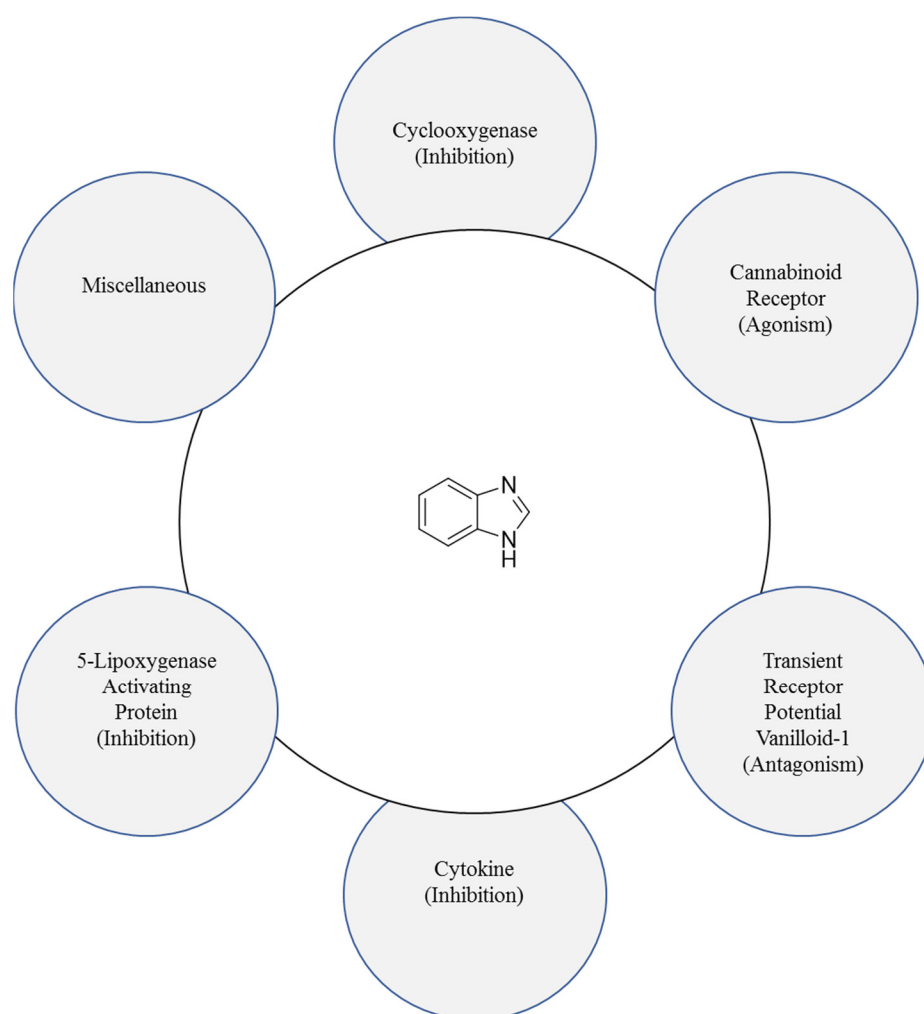 Cyclooxygenase
(Inhibition)
Miscellaneous
Cannabinoid
Receptor
(Agonism)
N
N
H
5-Lipoxygenase
Activating
Protein
(Inhibition)
Transient
Receptor
Potential
Vanilloid-1
(Antagonism)
Cytokine
(Inhibition)